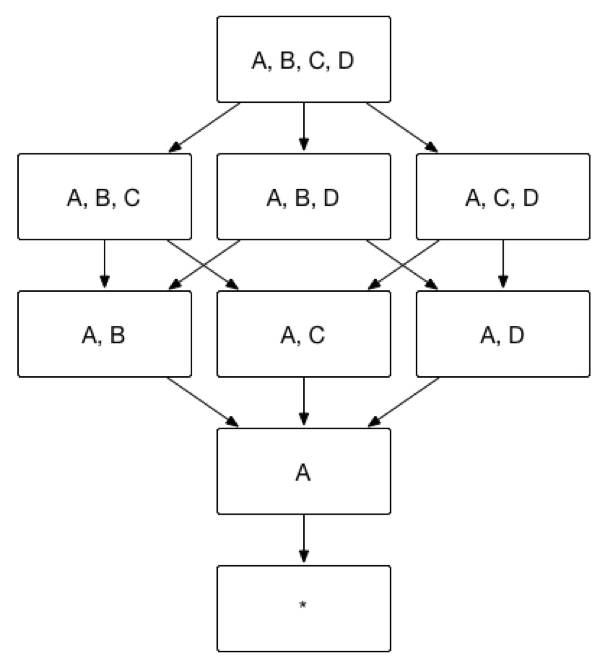 A, B, C, D
A, B, C
A, B, D
A, C, D
A, B
A, C
A, D
A
*